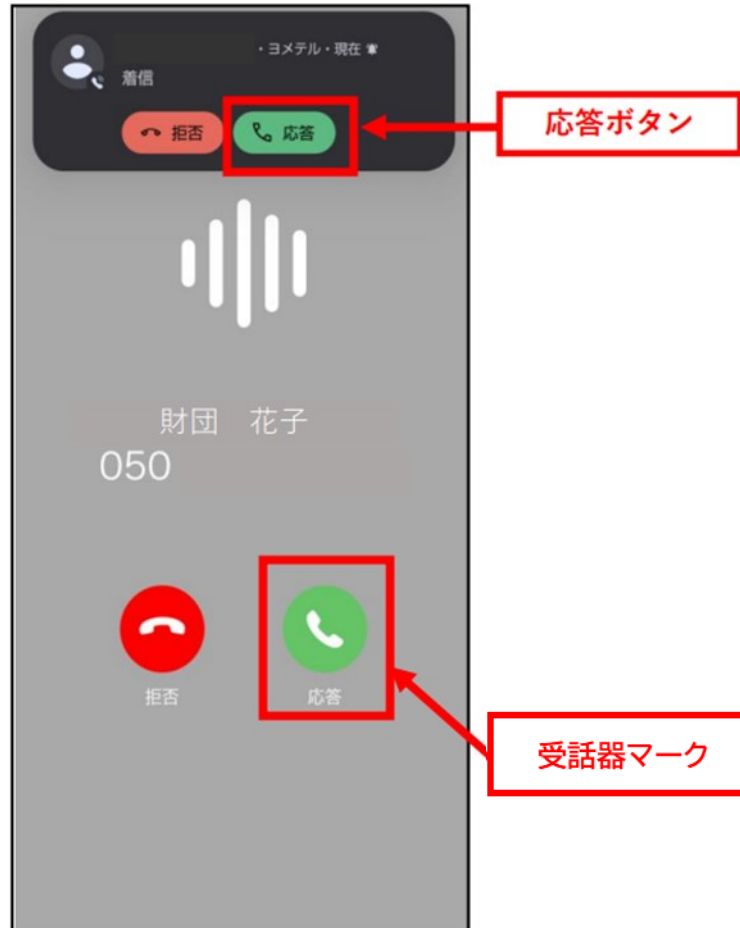 ・ヨメテル・現在
着信
拒否
応答
応答ボタン
財団　花子
050
拒否
応答
受話器マーク